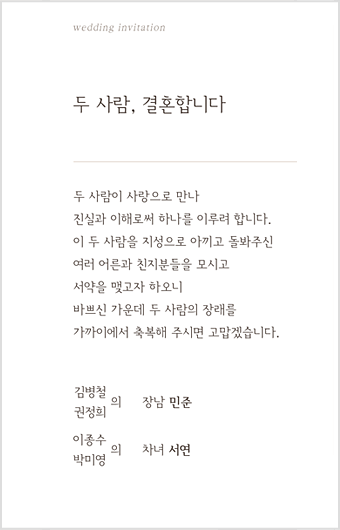 wedding invitation
두 사람, 결혼합니다
두 사람이 사랑으로 만나
진실과 이해로써 하나를 이루려 합니다.
이 두 사람을 지성으로 아끼고 돌봐주신
여러 어른과 친지분들을 모시고
서약을 맺고자 하오니
바쁘신 가운데 두 사람의 장래를
가까이에서 축복해 주시면 고맙겠습니다.
김병철
권정희 의 장남 민준
이종수
박미영 의 차녀 서연